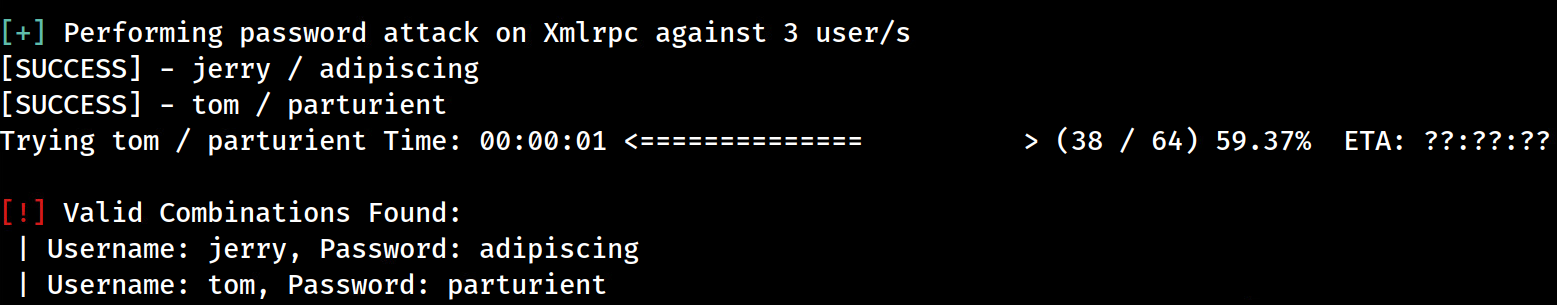 [+] Performing password attack on Xmlrpc against 3 user/s
[SUCCESS] - jerry / adipiscing
[SUCCESS] - tom / parturient
Trying tom / parturient Time: 00:00:01 <==============          > (38 / 64) 59.37%  ETA: ??:??:??
[!] Valid Combinations Found:
 | Username: jerry, Password: adipiscing
 | Username: tom, Password: parturient